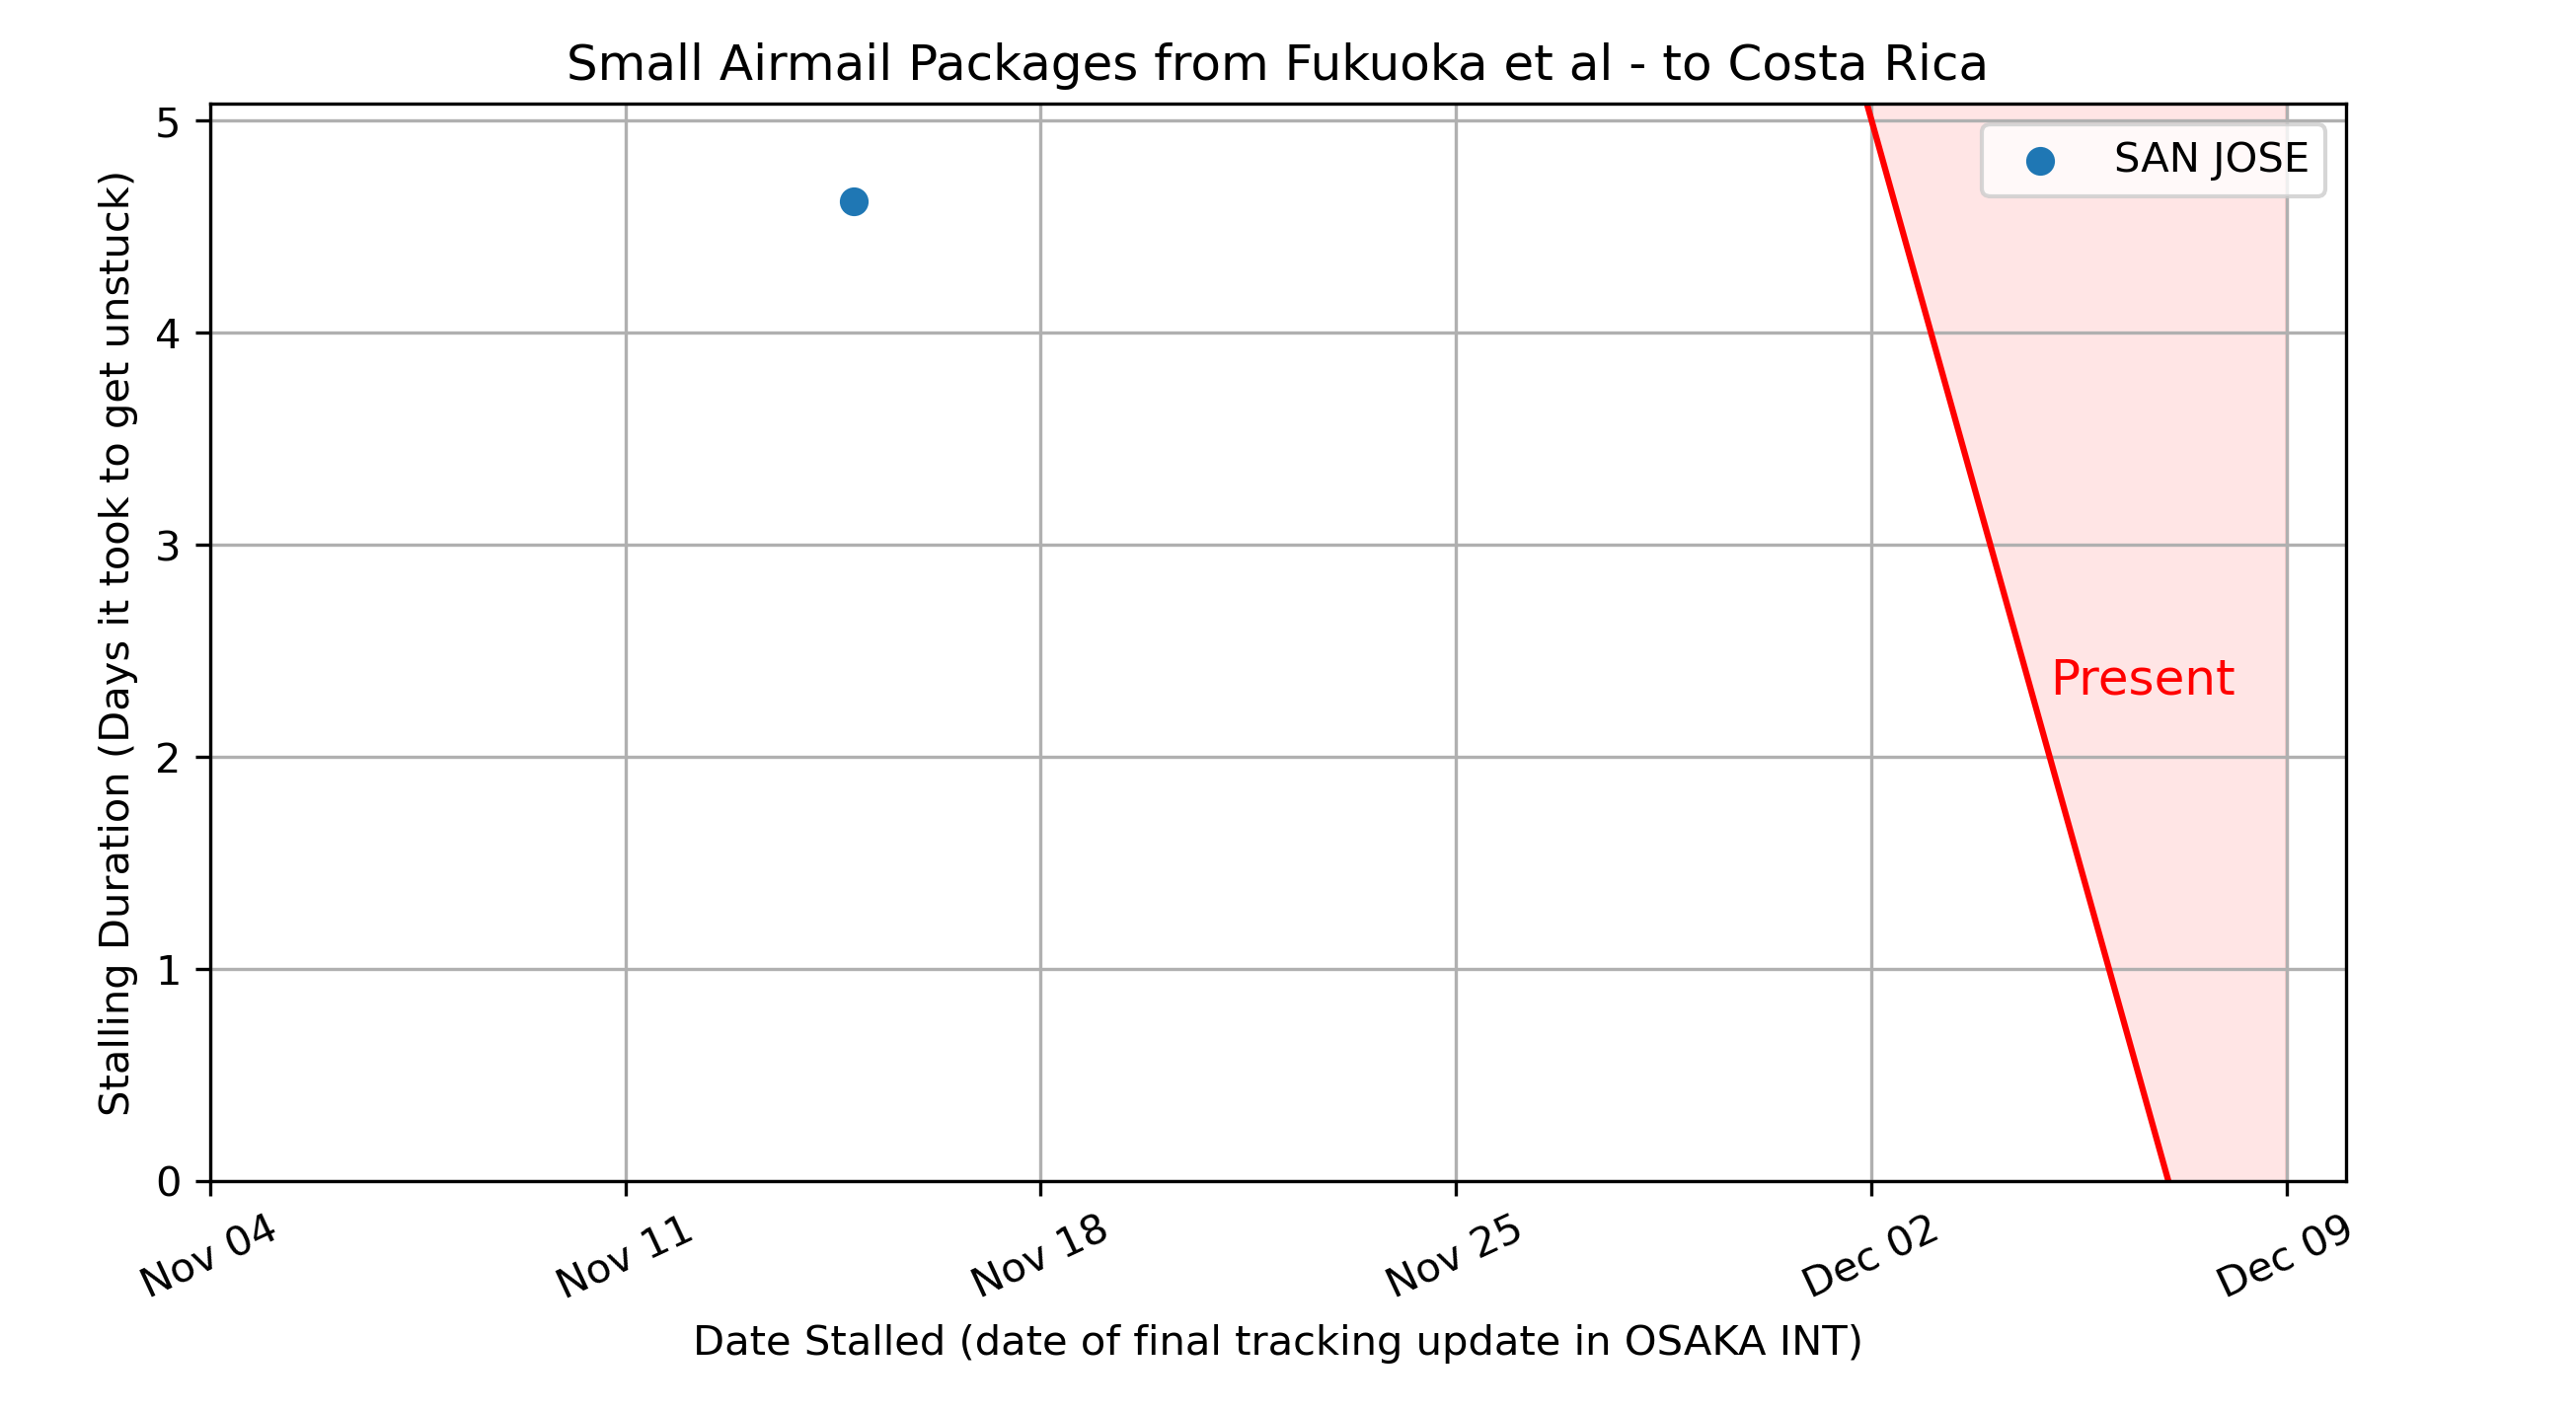 Small Airmail Packages from Fukuoka et al - to Costa Rica
SAN JOSE
Present
Stalling Duration (Days it took to get unstuck)
5
4
3
2
1
0
Nov 04
Nov 11
Nov 18
Nov 25
Dec 02
Dec 09
Date Stalled (date of final tracking update in OSAKA INT)